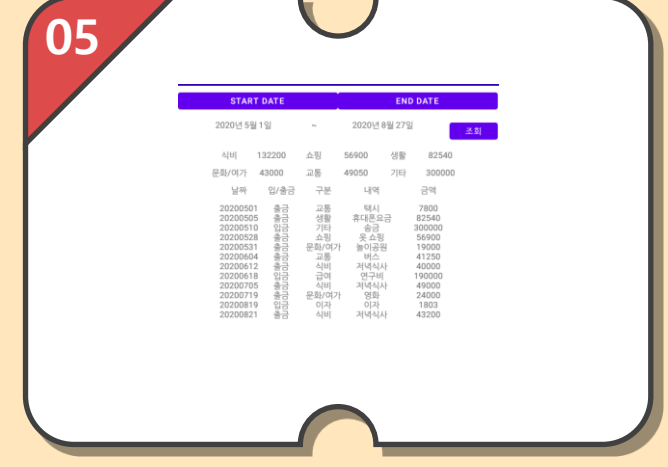 05
START DATE END DATE
2020년 5월 1일 ~ 2020년 8월 27일
조회
식비 132200 쇼핑 56900 생활 82540
문화/여가 43000 교통 49050 기타 300000
날짜 입/출금 구분 내역 금액
20200501 출금 교통 택시 7800
20200505 출금 생활 휴대폰요금 82540
20200510 입금 기타 송금 300000
20200528 출금 쇼핑 옷 쇼핑 56900
20200531 출금 문화/여가 놀이공원 19000
20200604 출금 교통 버스 41250
20200612 출금 식비 저녁식사 40000
20200618 입금 급여 연구비 190000
20200705 출금 식비 저녁식사 49000
20200719 출금 문화/여가 영화 24000
20200819 입금 이자 이자 1803
20200821 출금 식비 저녁식사 43200